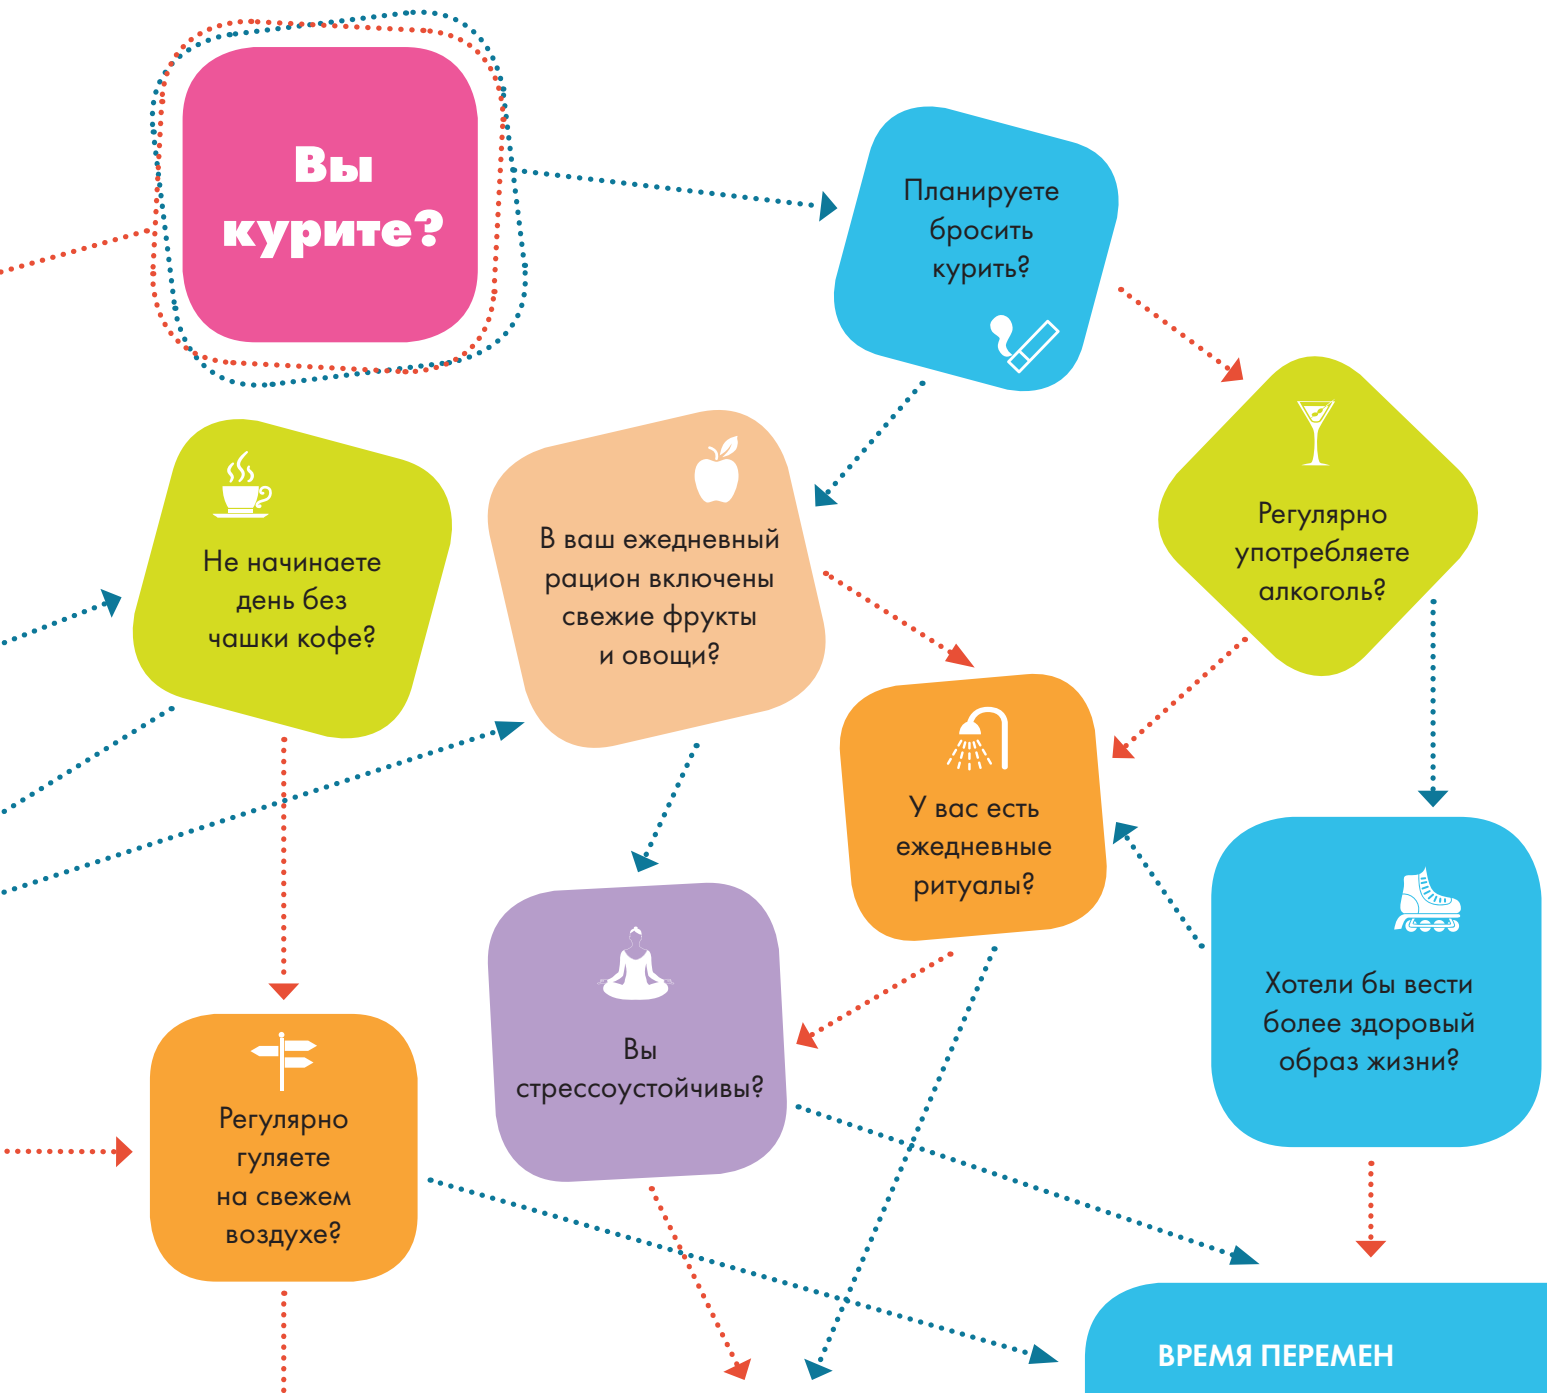 Вы
курите?
Планируете
бросить
курить?
Не начинаете
день без
чашки кофе?
В ваш ежедневный
рацион включены
свежие фрукты
и овощи?
Регулярно
употребляете
алкоголь?
У вас есть
ежедневные
ритуалы?
Хотели бы вести
более здоровый
образ жизни?
Вы
стрессоустойчивы?
Регулярно
гуляете
на свежем
воздухе?
ВРЕМЯ ПЕРЕМЕН